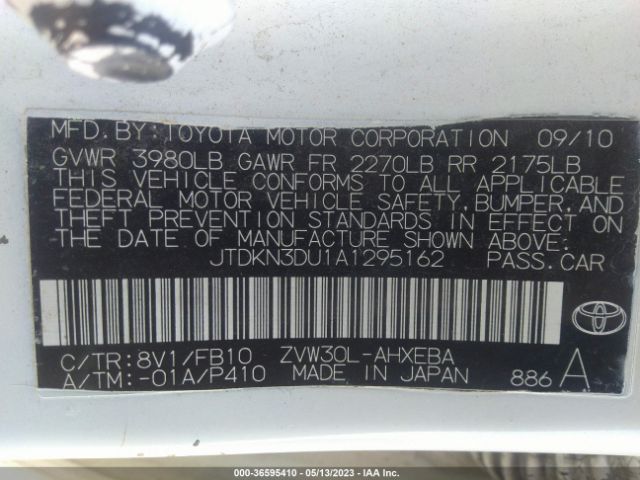 MFD. BY: TOYOTA MOTOR CORPORATION 09/10
GVWR 3980LB GAWR FR 2270LB RR 2175LB
THIS VEHICLE CONFORMS TO ALL APPLICABLE
FEDERAL MOTOR VEHICLE SAFETY, BUMPER, AND
THEFT PREVENTION STANDARDS IN EFFECT ON
THE DATE OF MANUFACTURE SHOWN ABOVE.
JTDKN3DU1A1295162 PASS. CAR
C/TR: 8V1/FB10 ZVW30L-AHXEBA
A/TM: -01A/P410 MADE IN JAPAN 886 A
TOYOTA
000-36595410 - 05/13/2023 - IAA Inc.